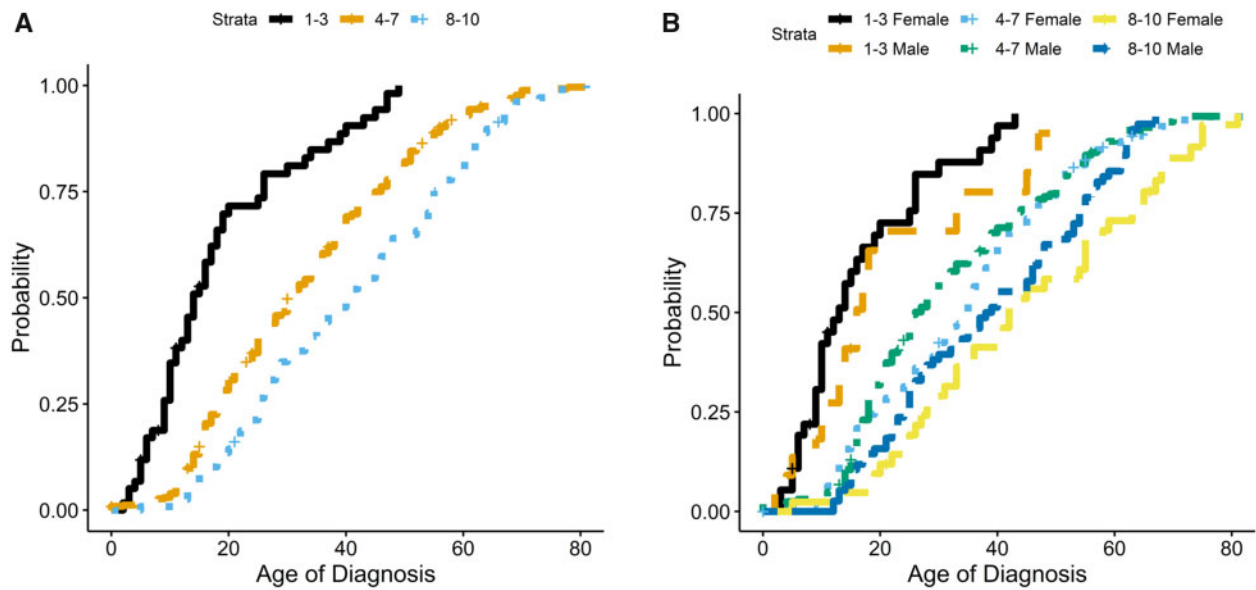 A
Strata 1-3 4-7 8-10
1.00
0.75
0.50
0.25
0.00
Probability
0 20 40 60 80
Age of Diagnosis
B
Strata
1-3 Female 4-7 Female 8-10 Female
1-3 Male 4-7 Male 8-10 Male
1.00
0.75
0.50
0.25
0.00
Probability
0 20 40 60 80
Age of Diagnosis